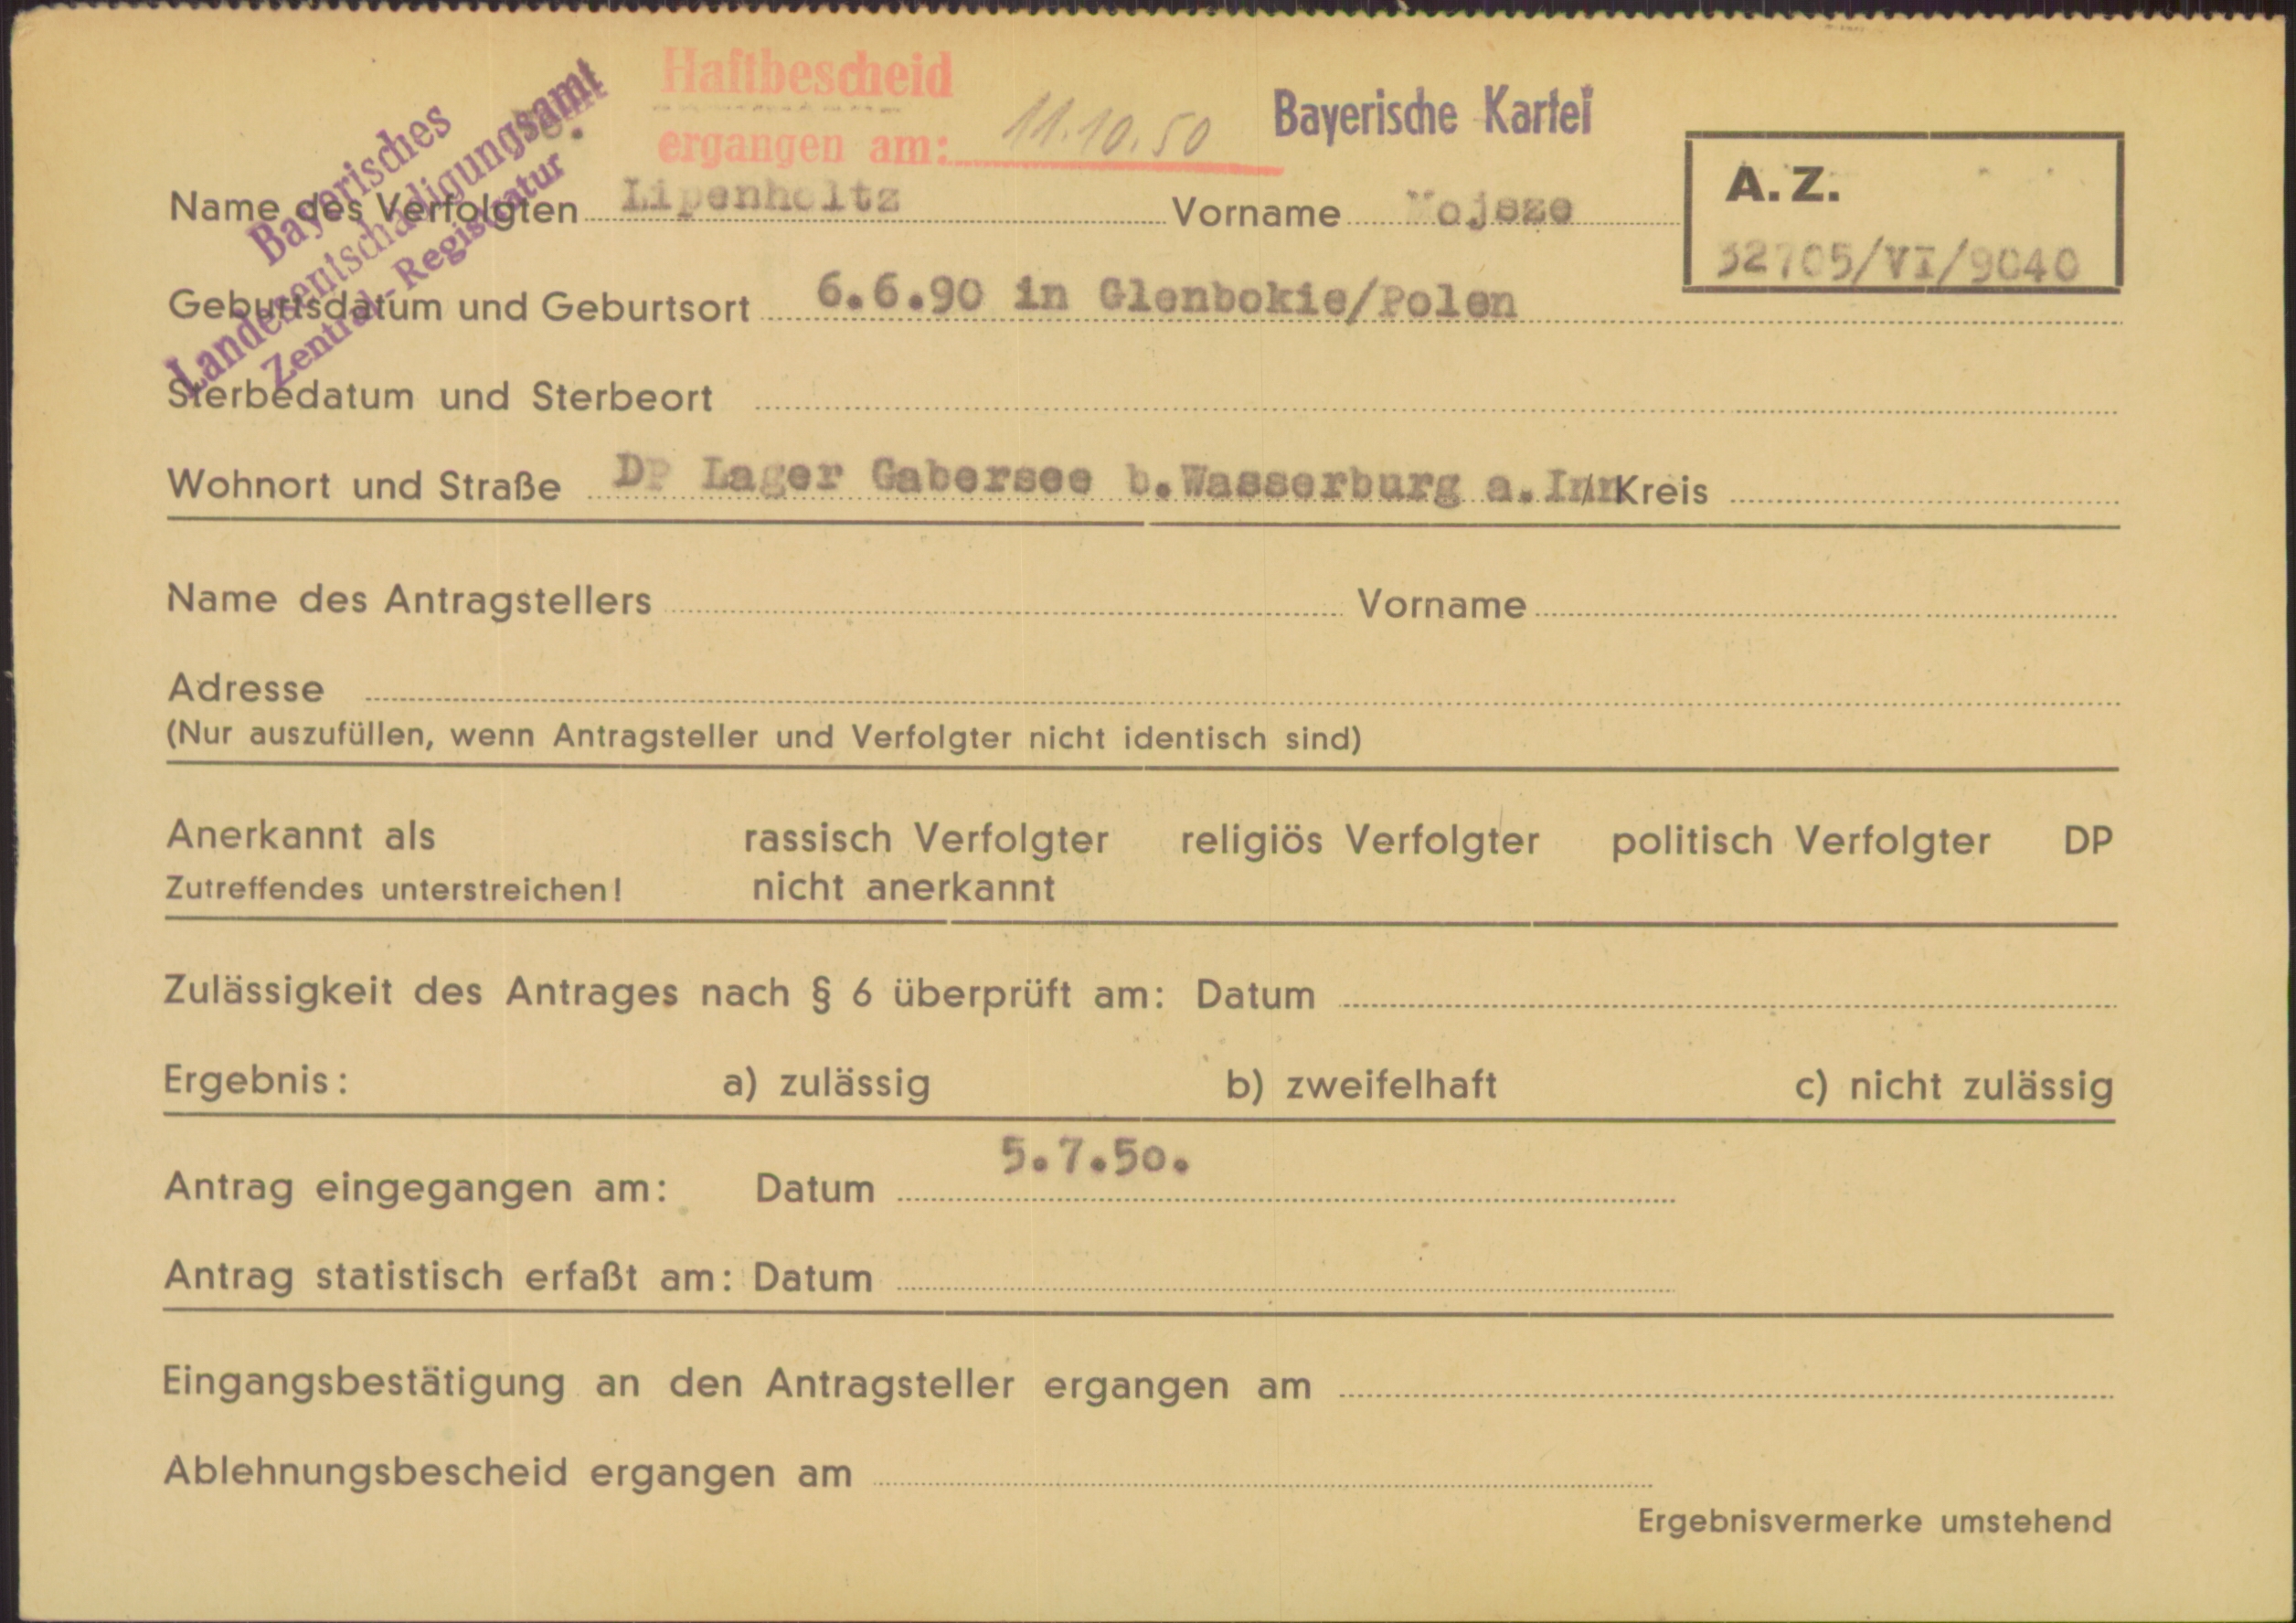 Bayerisches
Landesentschädigungsamt
Zentral-Registratur
Haftbescheid
ergangen am: 11.10.50
Bayerische Kartei
A. Z.
32705/VI/9040
Name des Verfolgten Lipenholtz Vorname Mojsze
Geburtsdatum und Geburtsort 6.6.90 in Glenbokie/Polen
Sterbedatum und Sterbeort
Wohnort und Straße DP Lager Gabersee b.Wasserburg a.Inn/Kreis
Name des Antragstellers Vorname
Adresse
(Nur auszufüllen, wenn Antragsteller und Verfolgter nicht identisch sind)
Anerkannt als rassisch Verfolgter religiös Verfolgter politisch Verfolgter DP
Zutreffendes unterstreichen! nicht anerkannt
Zulässigkeit des Antrages nach § 6 überprüft am: Datum
Ergebnis: a) zulässig b) zweifelhaft c) nicht zulässig
Antrag eingegangen am: Datum 5.7.50.
Antrag statistisch erfaßt am: Datum
Eingangsbestätigung an den Antragsteller ergangen am
Ablehnungsbescheid ergangen am
Ergebnisvermerke umstehend